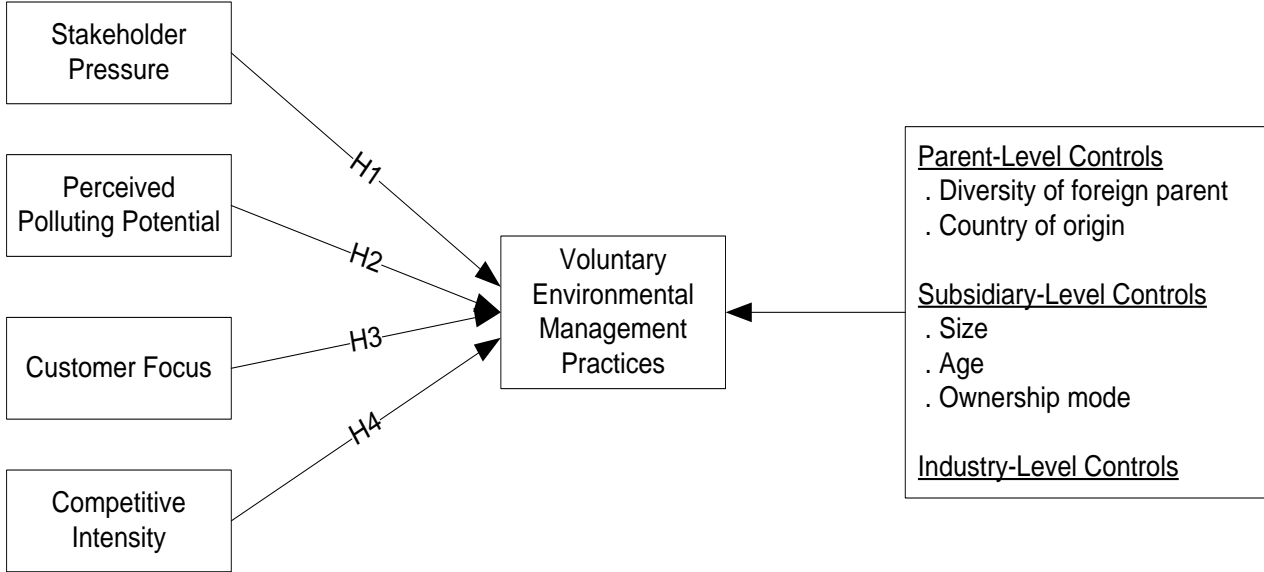 Stakeholder
Pressure
H1
Perceived
Polluting Potential
H2
Customer Focus
H3
Competitive
Intensity
H4
Voluntary
Environmental
Management
Practices
Parent-Level Controls
. Diversity of foreign parent
. Country of origin
Subsidiary-Level Controls
. Size
. Age
. Ownership mode
Industry-Level Controls